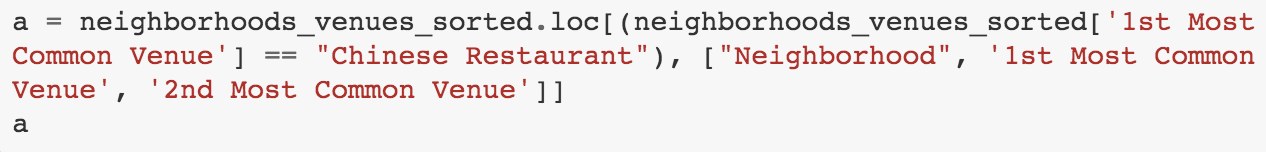 a = neighborhoods_venues_sorted.loc[(neighborhoods_venues_sorted['1st Most
Common Venue'] == "Chinese Restaurant"), ["Neighborhood", '1st Most Common
Venue', '2nd Most Common Venue']]
a